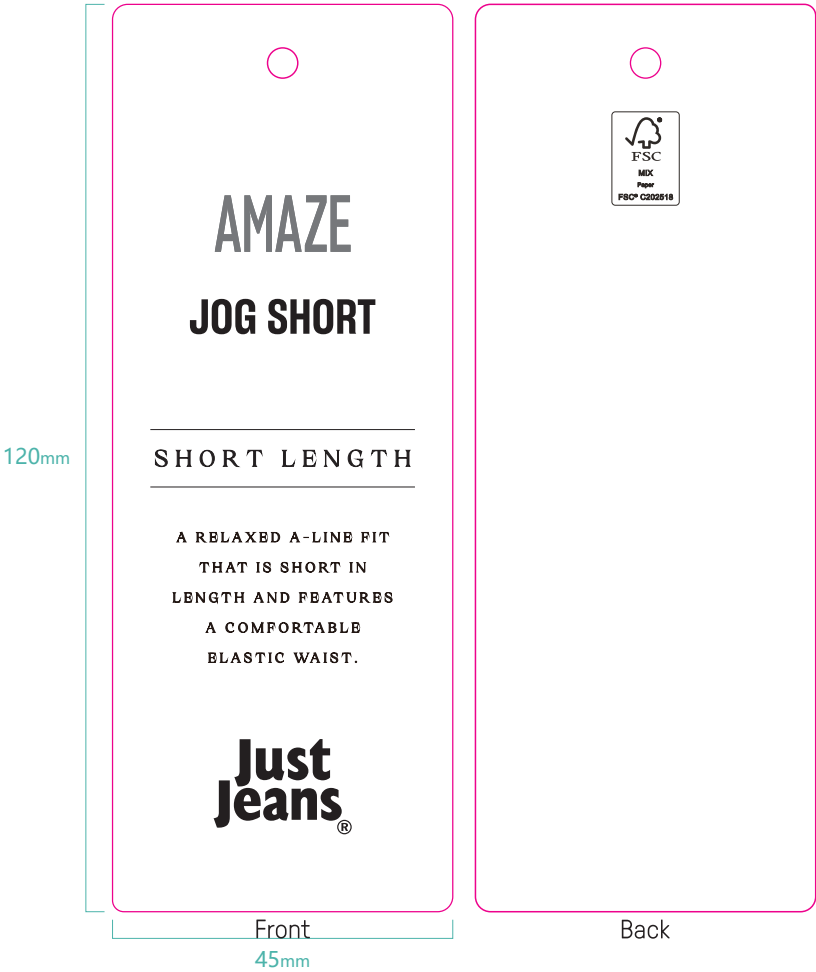 AMAZE
JOG SHORT
SHORT LENGTH
A RELAXED A-LINE FIT
THAT IS SHORT IN
LENGTH AND FEATURES
A COMFORTABLE
ELASTIC WAIST.
Just
Jeans®
120mm
Front
45mm
FSC
MIX
Paper
FSC® C202518
Back